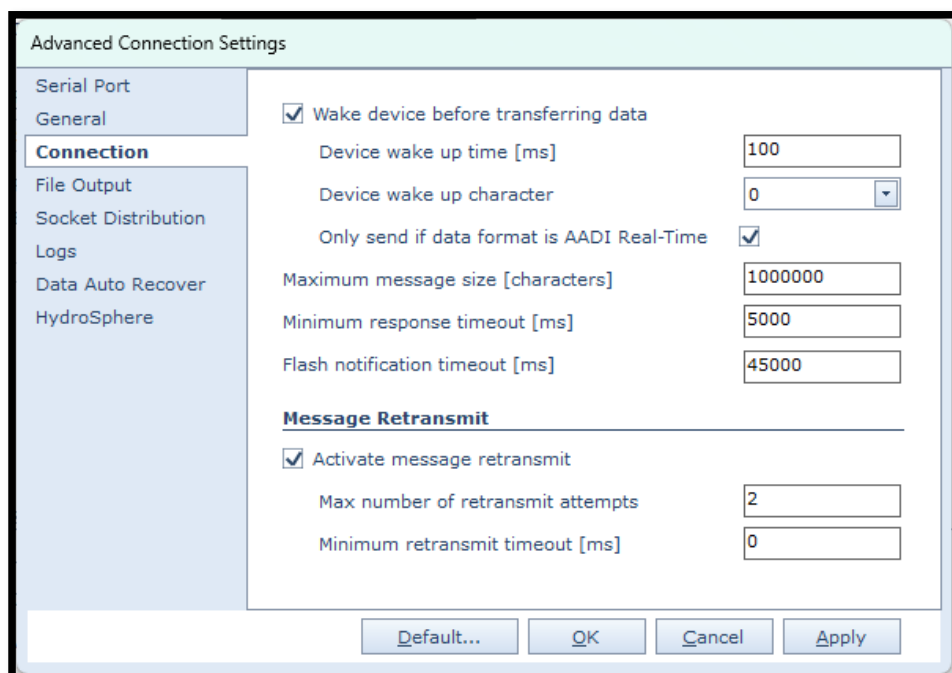 Advanced Connection Settings
Serial Port
General
Connection
File Output
Socket Distribution
Logs
Data Auto Recover
HydroSphere
Wake device before transferring data
Device wake up time [ms] 100
Device wake up character 0
Only send if data format is AADI Real-Time
Maximum message size [characters] 1000000
Minimum response timeout [ms] 5000
Flash notification timeout [ms] 45000
Message Retransmit
Activate message retransmit
Max number of retransmit attempts 2
Minimum retransmit timeout [ms] 0
Default... OK Cancel Apply